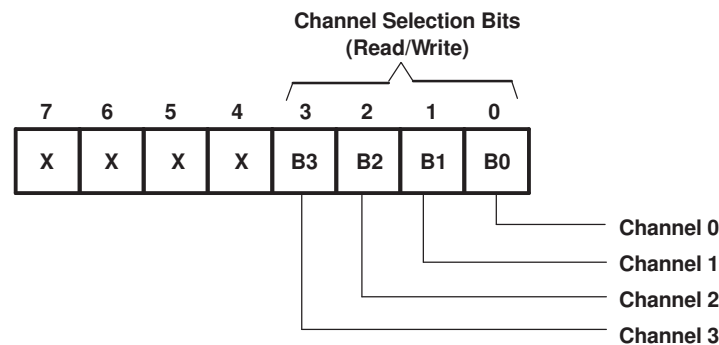 Channel Selection Bits
(Read/Write)
7 6 5 4 3 2 1 0
X X X X B3 B2 B1 B0
Channel 0
Channel 1
Channel 2
Channel 3